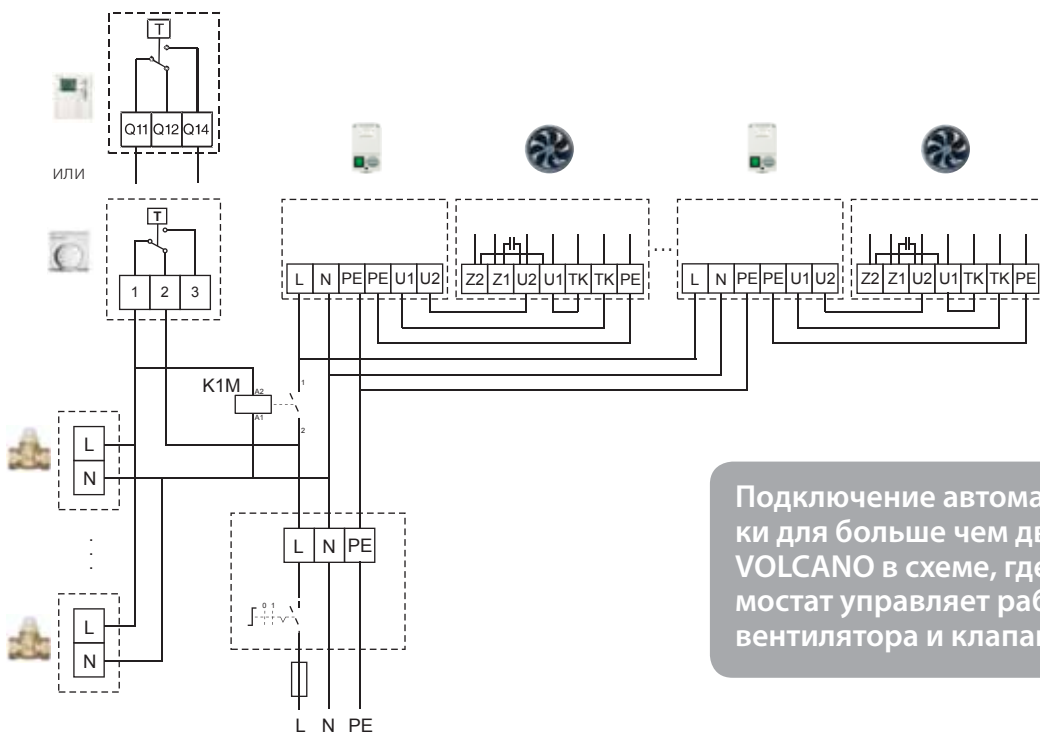 T
Q11 Q12 Q14
или
T
1 2 3
L N PE PE U1 U2
Z2 Z1 U2 U1 TK TK PE
...
L N PE PE U1 U2
Z2 Z1 U2 U1 TK TK PE
K1M
A2
A1
1
2
L
N
L
N
L N PE
0 1
L N PE
Подключение автома
ки для больше чем дв
VOLCANO в схеме, где
мостат управляет раб
вентилятора и клапа